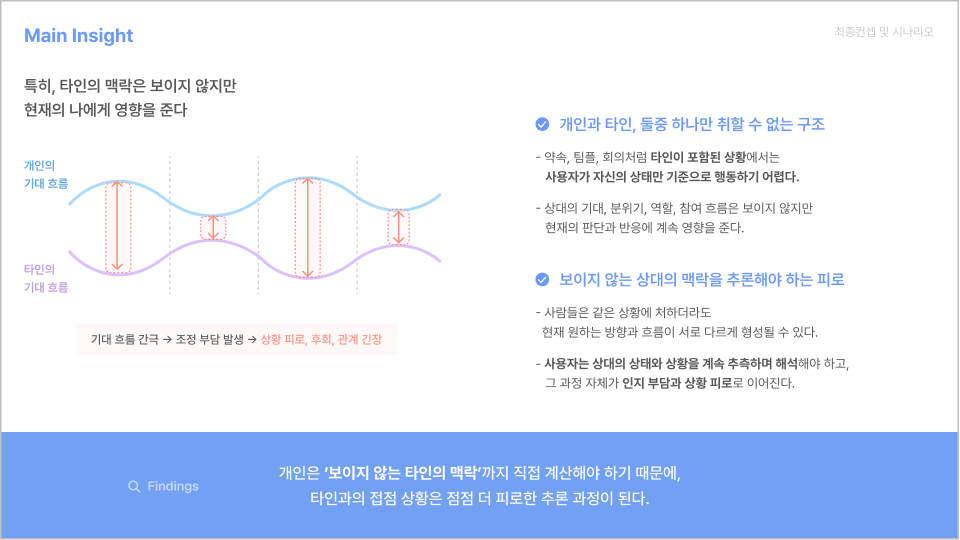 Main Insight
최종컨셉 및 시나리오
특히, 타인의 맥락은 보이지 않지만
현재의 나에게 영향을 준다
개인의
기대 흐름
타인의
기대 흐름
기대 흐름 간극 → 조정 부담 발생 → 상황 피로, 후회, 관계 긴장
개인과 타인, 둘중 하나만 취할 수 없는 구조
- 약속, 팀플, 회의처럼 타인이 포함된 상황에서는
사용자가 자신의 상태만 기준으로 행동하기 어렵다.
- 상대의 기대, 분위기, 역할, 참여 흐름은 보이지 않지만
현재의 판단과 반응에 계속 영향을 준다.
보이지 않는 상대의 맥락을 추론해야 하는 피로
- 사람들은 같은 상황에 처하더라도
현재 원하는 방향과 흐름이 서로 다르게 형성될 수 있다.
- 사용자는 상대의 상태와 상황을 계속 추측하며 해석해야 하고,
그 과정 자체가 인지 부담과 상황 피로로 이어진다.
Findings
개인은 ‘보이지 않는 타인의 맥락’까지 직접 계산해야 하기 때문에,
타인과의 접점 상황은 점점 더 피로한 추론 과정이 된다.